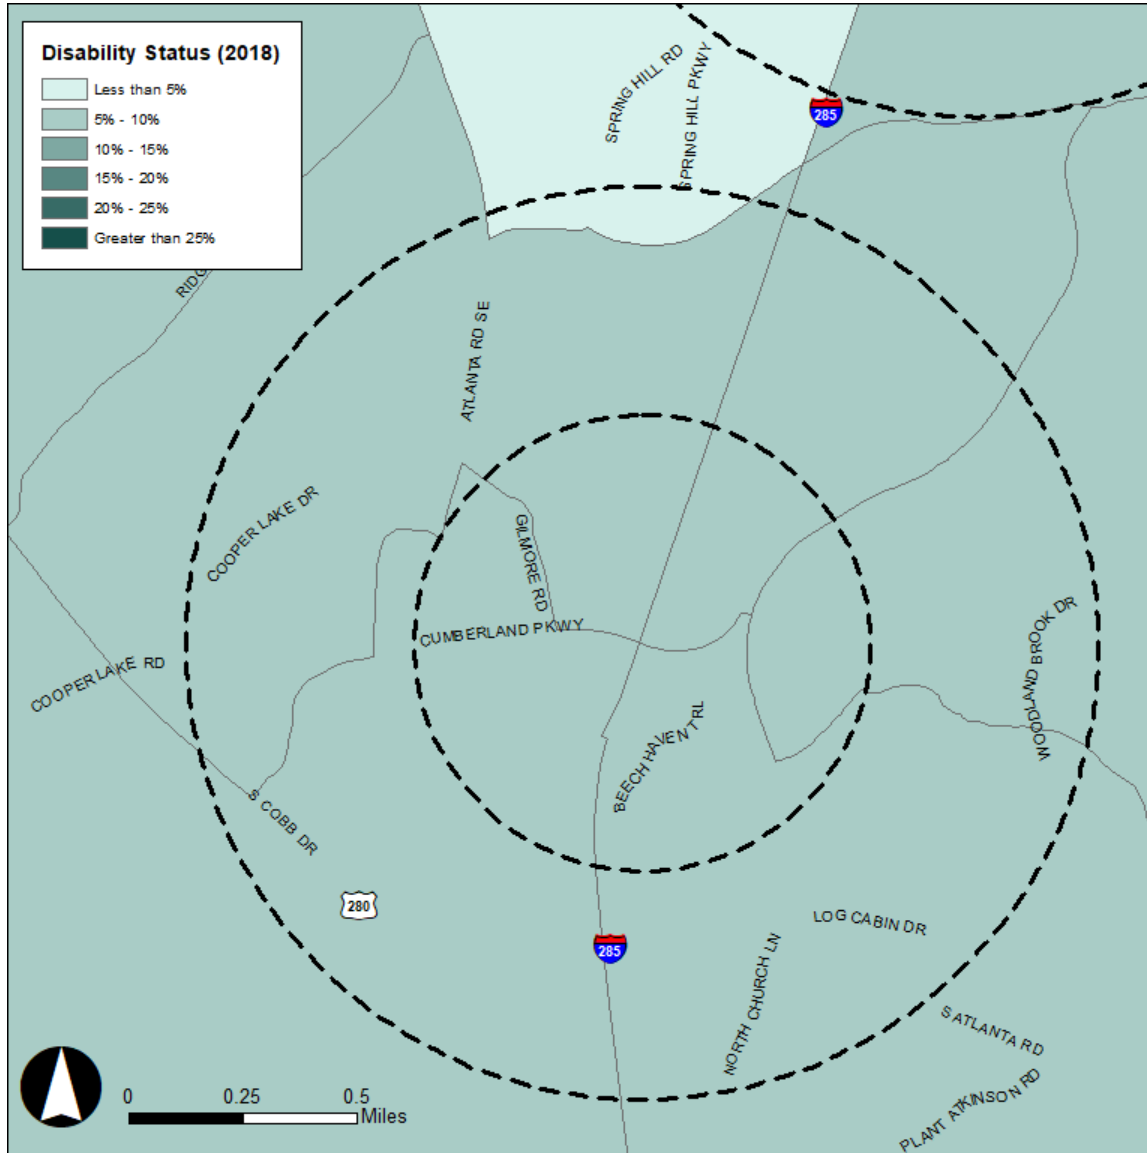 Disability Status (2018)
Less than 5%
5% - 10%
10% - 15%
15% - 20%
20% - 25%
Greater than 25%
SPRING HILL RD
SPRING HILL PKWY
285
RIDG
ATLANTA RD SE
COOPER LAKE DR
GILMORE RD
CUMBERLAND PKWY
COOPER LAKE RD
WOODLAND BROOK DR
BEECH HAVEN TRL
S COBB DR
280
285
LOG CABIN DR
NORTH CHURCH LN
S ATLANTA RD
PLANT ATKINSON RD
0 0.25 0.5
Miles